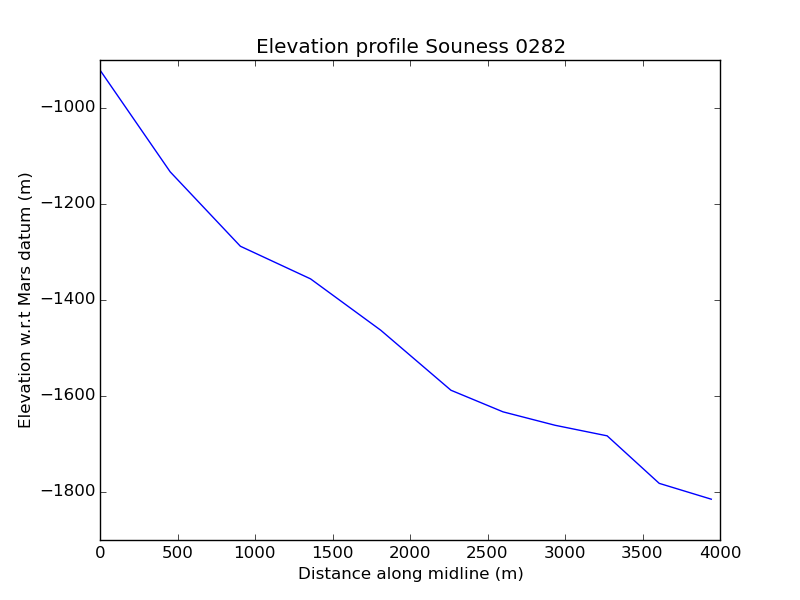 Elevation profile Souness 0282
−1000
−1200
−1400
−1600
−1800
Elevation w.r.t Mars datum (m)
0 500 1000 1500 2000 2500 3000 3500 4000
Distance along midline (m)